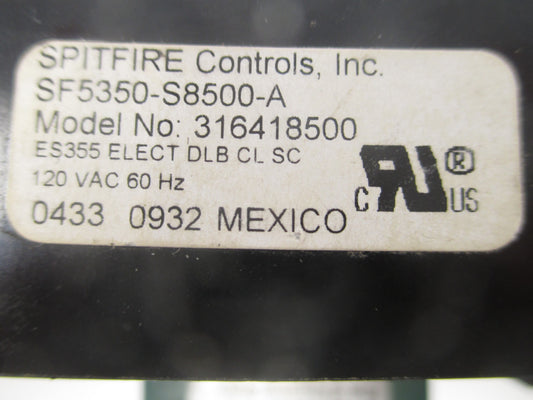 SPITFIRE Controls, Inc.
SF5350-S8500-A
Model No: 316418500
ES355 ELECT DLB CL SC
120 VAC 60 Hz
C RU ® US
0433 0932 MEXICO